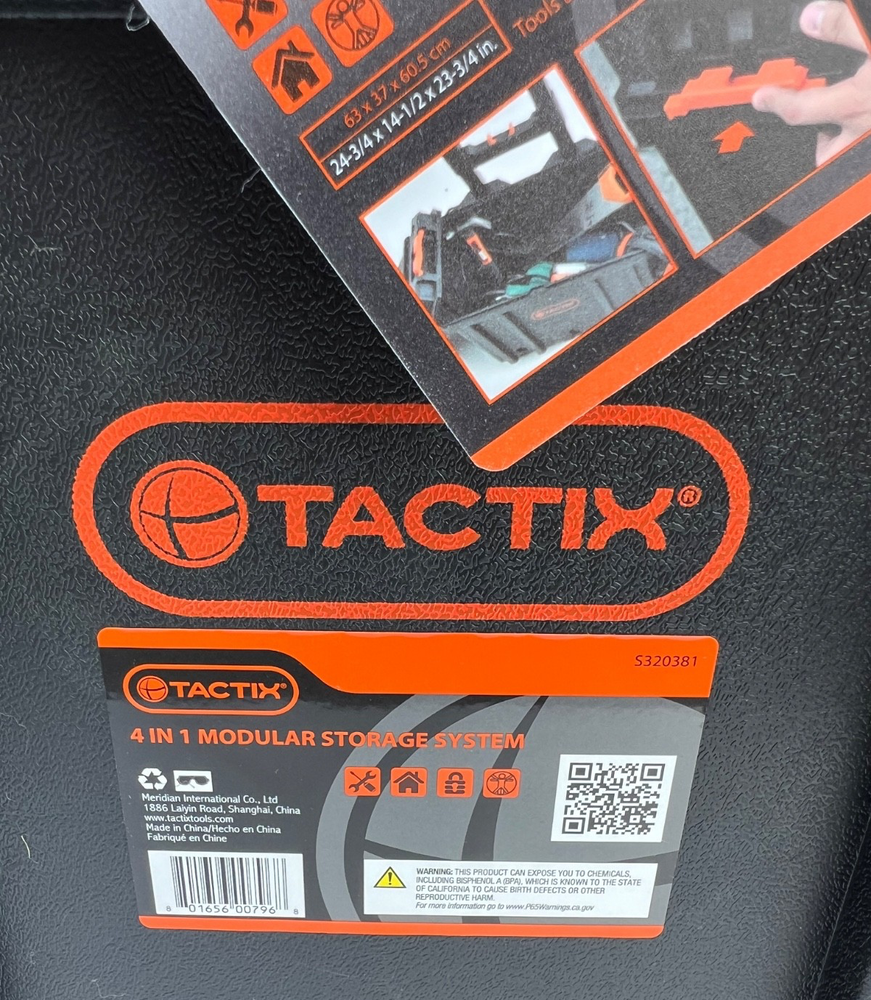 Tools
63 x 37 x 60.5 cm
24-3/4 x 14-1/2 x 23-3/4 in.
TACTIX®
S320381
TACTIX®
4 IN 1 MODULAR STORAGE SYSTEM
Meridian International Co., Ltd
1886 Laiyin Road, Shanghai, China
www.tactixtools.com
Made in China/Hecho en China
Fabriqué en Chine
8 01656 00796 8
WARNING: THIS PRODUCT CAN EXPOSE YOU TO CHEMICALS,
INCLUDING BISPHENOL A (BPA), WHICH IS KNOWN TO THE STATE
OF CALIFORNIA TO CAUSE BIRTH DEFECTS OR OTHER
REPRODUCTIVE HARM.
For more information go to www.P65Warnings.ca.gov